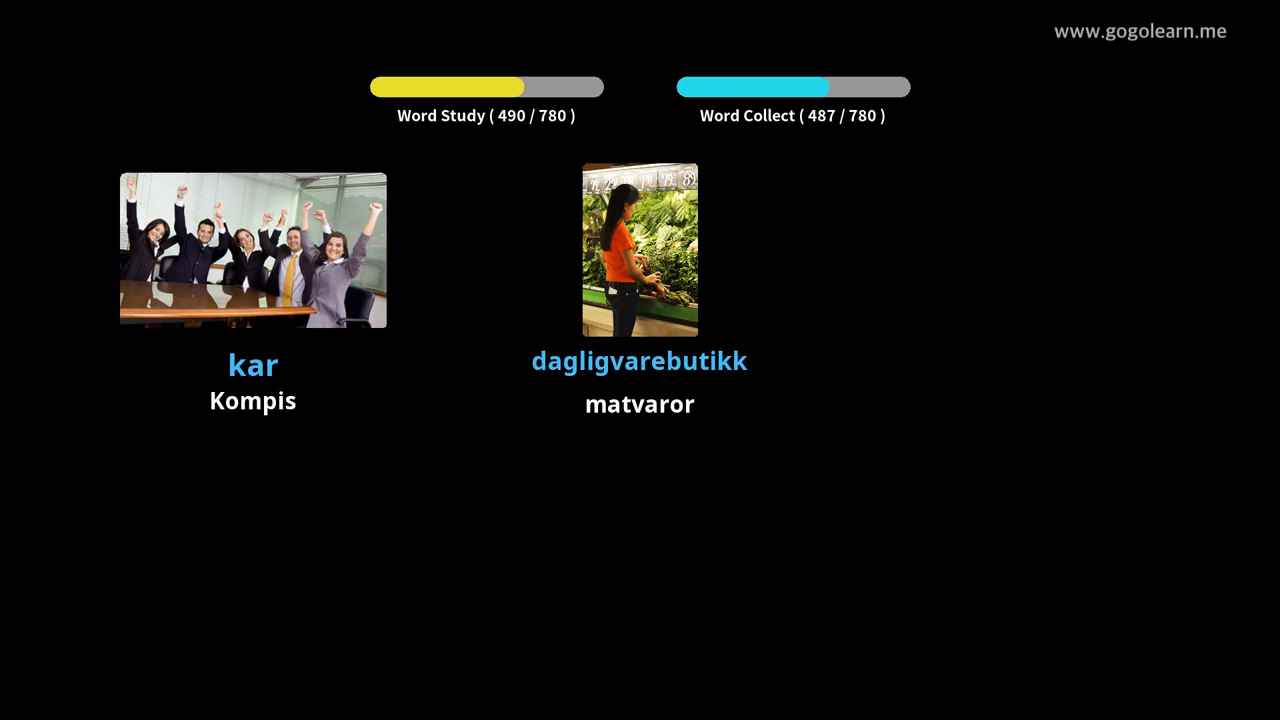 www.gogolearn.me
Word Study ( 490 / 780 )
Word Collect ( 487 / 780 )
kar
Kompis
dagligvarebutikk
matvaror